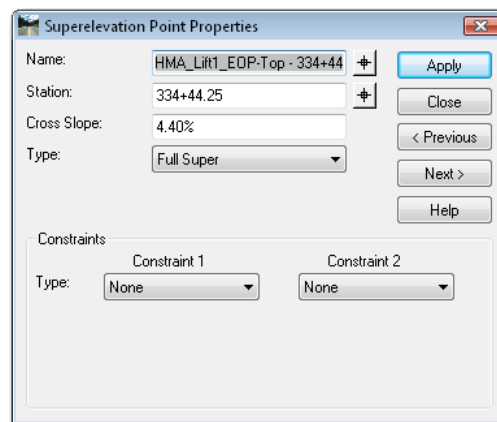 Superelevation Point Properties
Name: HMA_Lift1_EOP-Top - 334+44 Apply
Station: 334+44.25 Close
Cross Slope: 4.40% < Previous
Type: Full Super Next >
Help
Constraints
Constraint 1 Constraint 2
Type: None None